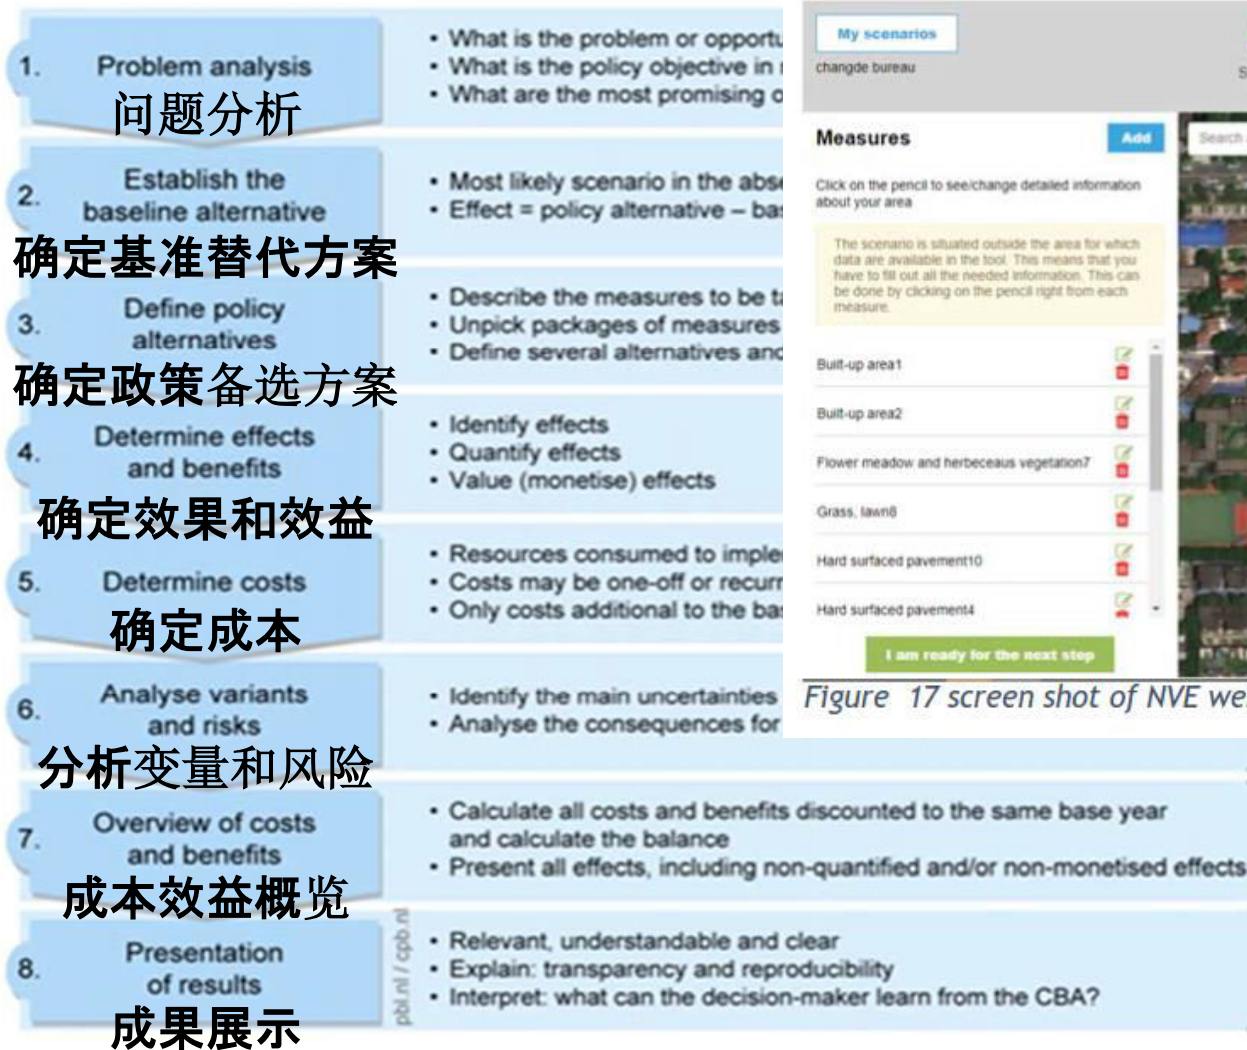 1.
Problem analysis
问题分析
• What is the problem or
• What is the policy objective in
• What are the most promising
2.
Establish the
baseline alternative
确定基准替代方案
• Most likely scenario in the
• Effect = policy alternative –
3.
Define policy
alternatives
确定政策备选方案
• Describe the measures to be
• Unpick packages of measures
• Define several alternatives
4.
Determine effects
and benefits
确定效果和效益
• Identify effects
• Quantify effects
• Value (monetise) effects
5.
Determine costs
确定成本
• Resources consumed to
• Costs may be one-off or
• Only costs additional to the
6.
Analyse variants
and risks
分析变量和风险
• Identify the main uncertainties
• Analyse the consequences for
7.
Overview of costs
and benefits
成本效益概览
• Calculate all costs and benefits discounted to the same base year
and calculate the balance
• Present all effects, including non-quantified and/or non-monetised effects
8.
Presentation
of results
成果展示
• Relevant, understandable and clear
• Explain: transparency and reproducibility
• Interpret: what can the decision-maker learn from the CBA?
pbl.nl / cpb.nl
My scenarios
changde bureau
Measures
Add
Search
Click on the pencil to see/change detailed information
about your area
The scenario is situated outside the area for which
data are available in the tool. This means that you
have to fill out all the needed information. This can
be done by clicking on the pencil right from each
measure.
Built-up area1
Built-up area2
Flower meadow and herbeceaus vegetation7
Grass, lawn8
Hard surfaced pavement10
Hard surfaced pavement4
I am ready for the next step
Figure 17 screen shot of NVE